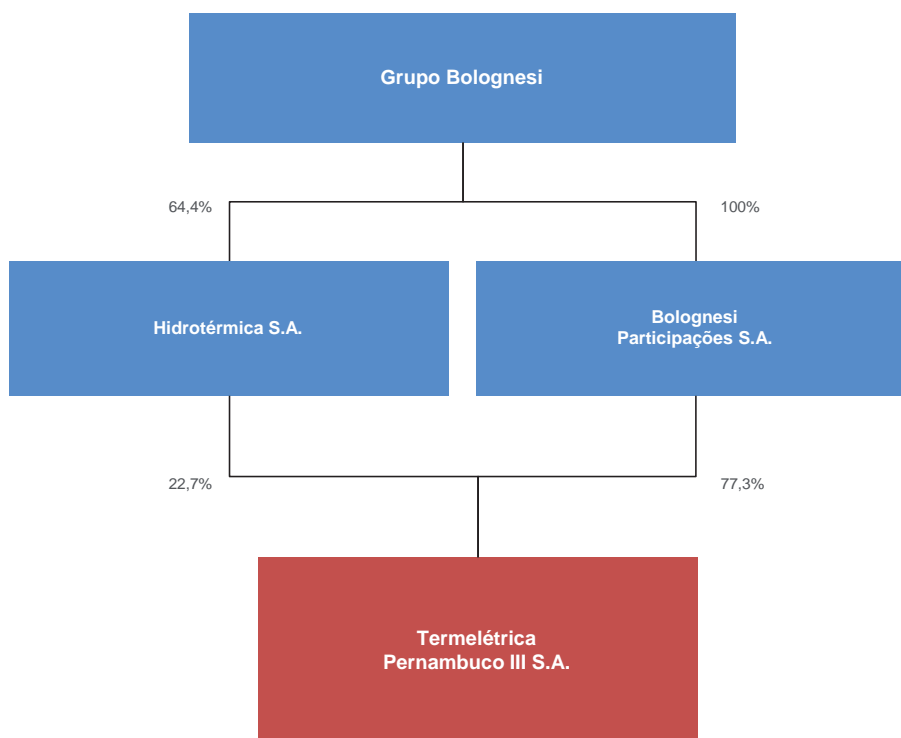 Grupo Bolognesi
64,4%
100%
Hidrotérmica S.A.
Bolognesi
Participações S.A.
22,7%
77,3%
Termelétrica
Pernambuco III S.A.